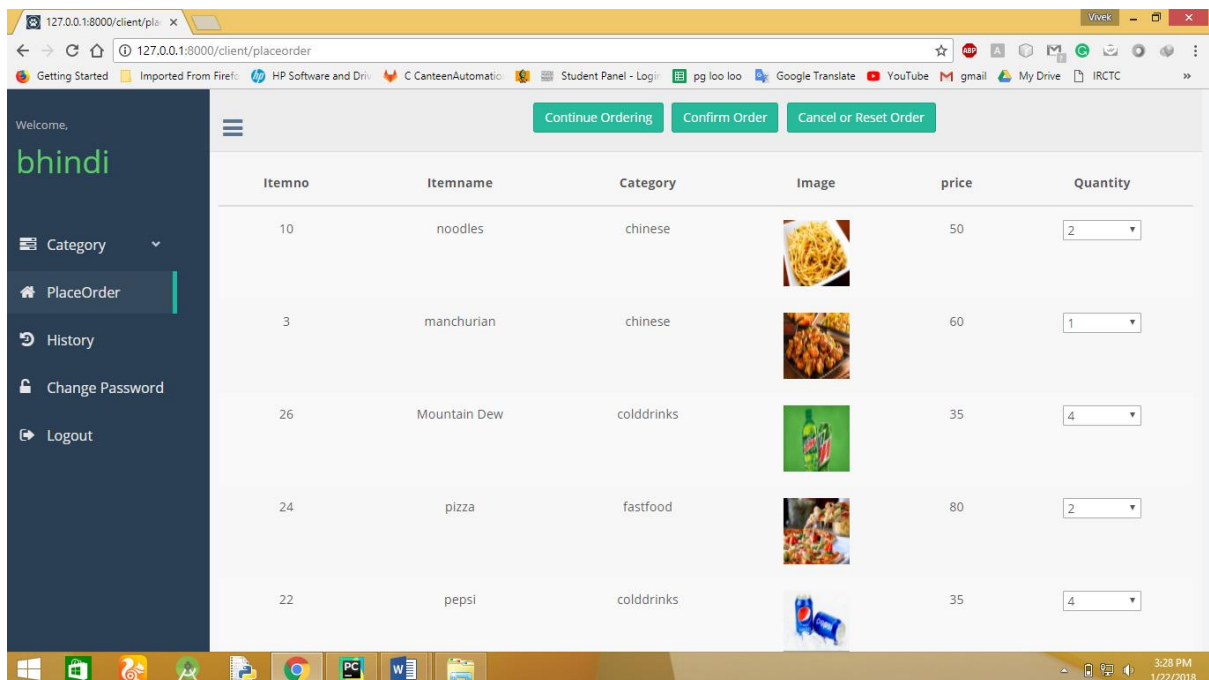 127.0.0.1:8000/client/pla
Vivek
127.0.0.1:8000/client/placeorder
Getting Started Imported From Firefo HP Software and Driv C CanteenAutomatio Student Panel - Login pg loo loo Google Translate YouTube gmail My Drive IRCTC »
Welcome,
bhindi
Category
PlaceOrder
History
Change Password
Logout
Continue Ordering Confirm Order Cancel or Reset Order
Itemno Itemname Category Image price Quantity
10 noodles chinese 50 2
3 manchurian chinese 60 1
26 Mountain Dew colddrinks 35 4
24 pizza fastfood 80 2
22 pepsi colddrinks 35 4
3:28 PM
1/22/2018